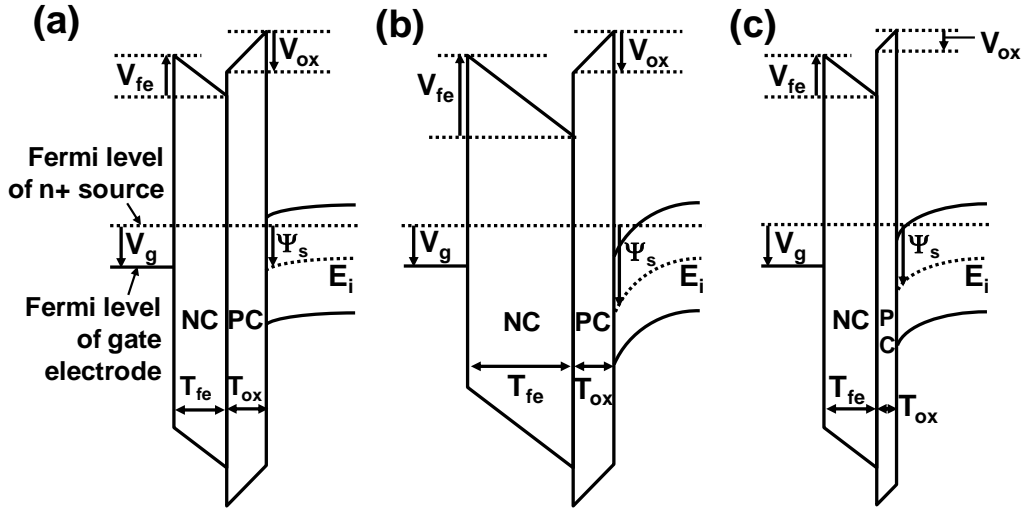 (a)
V_fe
V_ox
Fermi level
of n+ source
V_g
Ψ_s
E_i
Fermi level
of gate
electrode
NC
PC
T_fe
T_ox
(b)
V_fe
V_ox
V_g
Ψ_s
E_i
NC
PC
T_fe
T_ox
(c)
V_fe
V_ox
V_g
Ψ_s
E_i
NC
P
C
T_fe
T_ox